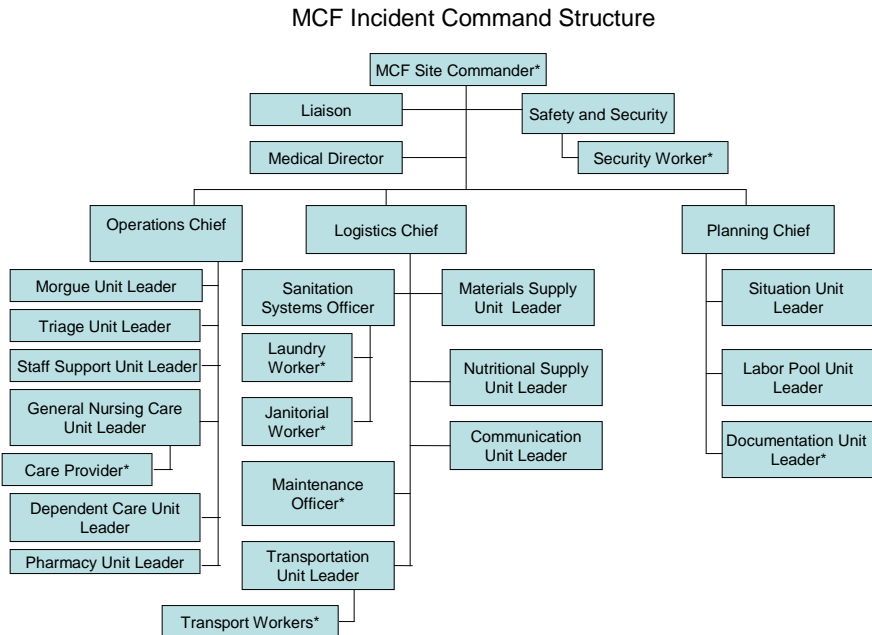 MCF Incident Command Structure
MCF Site Commander*
Liaison
Safety and Security
Medical Director
Security Worker*
Operations Chief
Logistics Chief
Planning Chief
Morgue Unit Leader
Triage Unit Leader
Staff Support Unit Leader
General Nursing Care
Unit Leader
Care Provider*
Dependent Care Unit
Leader
Pharmacy Unit Leader
Sanitation
Systems Officer
Laundry
Worker*
Janitorial
Worker*
Maintenance
Officer*
Transportation
Unit Leader
Transport Workers*
Materials Supply
Unit Leader
Nutritional Supply
Unit Leader
Communication
Unit Leader
Situation Unit
Leader
Labor Pool Unit
Leader
Documentation Unit
Leader*